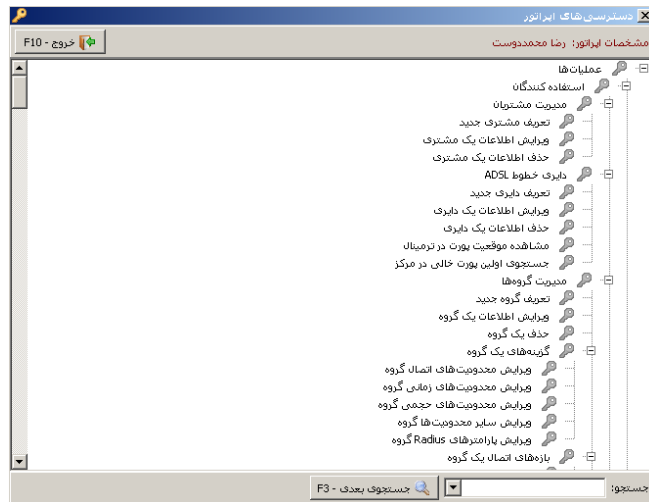 دسترسی‌های اپراتور
مشخصات اپراتور: رضا محمددوست
خروج - F10
عملیات‌ها
استفاده کنندگان
مدیریت مشتریان
تعریف مشتری جدید
ویرایش اطلاعات یک مشتری
حذف اطلاعات یک مشتری
دایری خطوط ADSL
تعریف دایری جدید
ویرایش اطلاعات یک دایری
حذف اطلاعات یک دایری
مشاهده موقعیت پورت در ترمینال
جستجوی اولین پورت خالی در مرکز
مدیریت گروه‌ها
تعریف گروه جدید
ویرایش اطلاعات یک گروه
حذف یک گروه
گزینه‌های یک گروه
ویرایش محدودیت‌های اتصال گروه
ویرایش محدودیت‌های زمانی گروه
ویرایش محدودیت‌های حجمی گروه
ویرایش سایر محدودیت‌ها گروه
ویرایش پارامترهای Radius گروه
بازه‌های اتصال یک گروه
جستجو:
جستجوی بعدی - F3